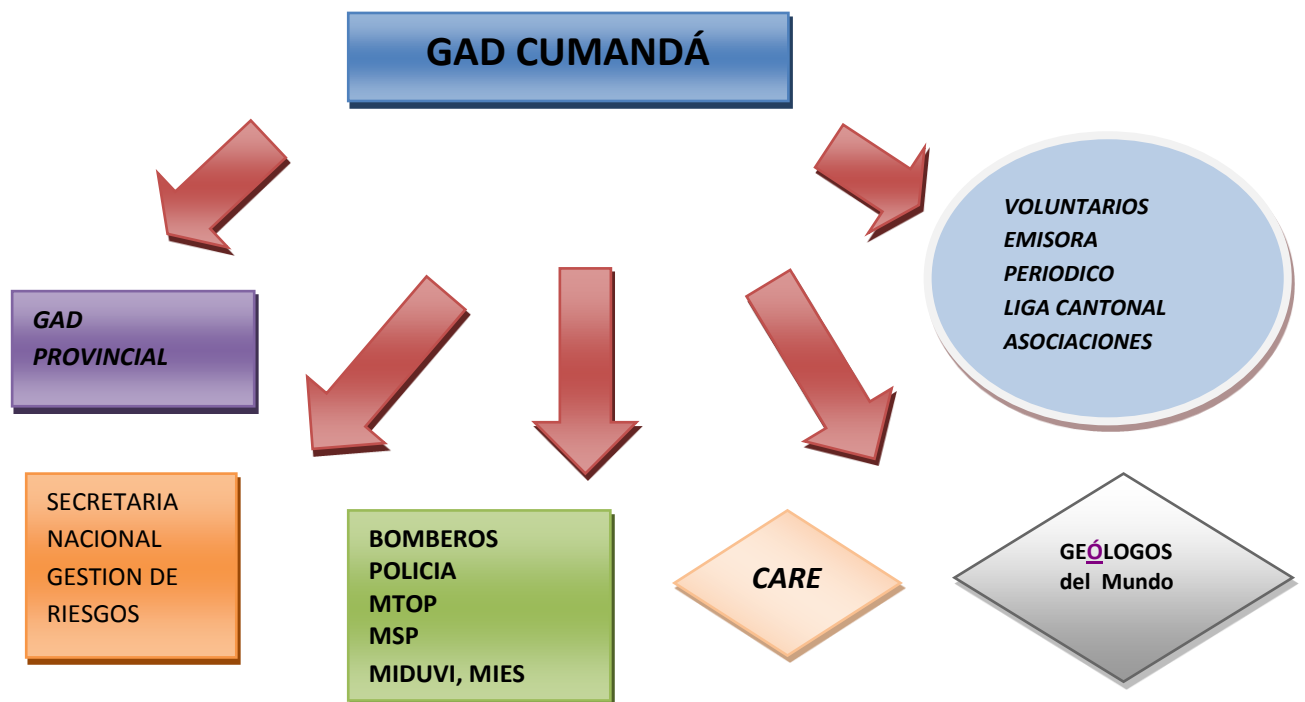 GAD CUMANDÁ
VOLUNTARIOS
EMISORA
PERIODICO
LIGA CANTONAL
ASOCIACIONES
GAD
PROVINCIAL
SECRETARIA
NACIONAL
GESTION DE
RIESGOS
BOMBEROS
POLICIA
MTOP
MSP
MIDUVI, MIES
CARE
GEÓLOGOS
del Mundo